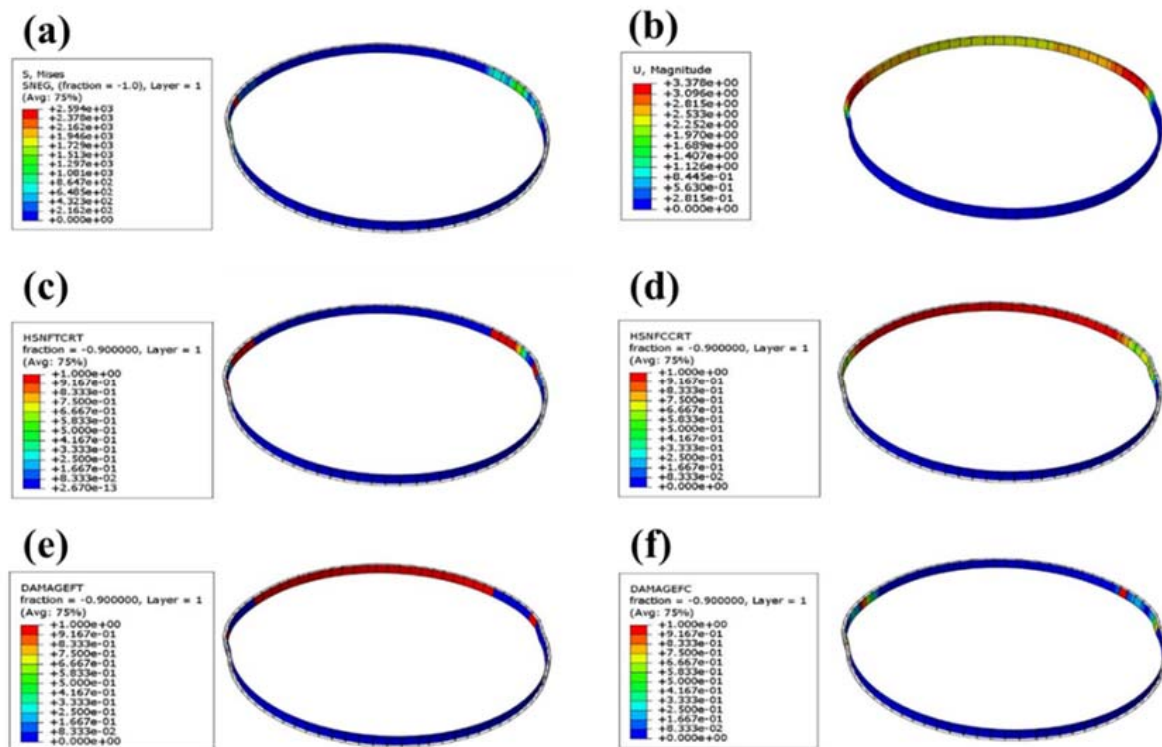 (a)
S, Mises
SNEG, (fraction = -1.0), Layer = 1
(Avg: 75%)
+2.594e+03
+2.378e+03
+2.162e+03
+1.946e+03
+1.729e+03
+1.513e+03
+1.297e+03
+1.081e+03
+8.647e+02
+6.485e+02
+4.323e+02
+2.162e+02
+0.000e+00
(b)
U, Magnitude
+3.378e+00
+3.096e+00
+2.815e+00
+2.533e+00
+2.252e+00
+1.970e+00
+1.689e+00
+1.407e+00
+1.126e+00
+8.445e-01
+5.630e-01
+2.815e-01
+0.000e+00
(c)
HSNFTCRT
fraction = -0.900000, Layer = 1
(Avg: 75%)
+1.000e+00
+9.167e-01
+8.333e-01
+7.500e-01
+6.667e-01
+5.833e-01
+5.000e-01
+4.167e-01
+3.333e-01
+2.500e-01
+1.667e-01
+8.333e-02
+2.670e-13
(d)
HSNFCCRT
fraction = -0.900000, Layer = 1
(Avg: 75%)
+1.000e+00
+9.167e-01
+8.333e-01
+7.500e-01
+6.667e-01
+5.833e-01
+5.000e-01
+4.167e-01
+3.333e-01
+2.500e-01
+1.667e-01
+8.333e-02
+0.000e+00
(e)
DAMAGEFT
fraction = -0.900000, Layer = 1
(Avg: 75%)
+1.000e+00
+9.167e-01
+8.333e-01
+7.500e-01
+6.667e-01
+5.833e-01
+5.000e-01
+4.167e-01
+3.333e-01
+2.500e-01
+1.667e-01
+8.333e-02
+0.000e+00
(f)
DAMAGEFC
fraction = -0.900000, Layer = 1
(Avg: 75%)
+1.000e+00
+9.167e-01
+8.333e-01
+7.500e-01
+6.667e-01
+5.833e-01
+5.000e-01
+4.167e-01
+3.333e-01
+2.500e-01
+1.667e-01
+8.333e-02
+0.000e+00